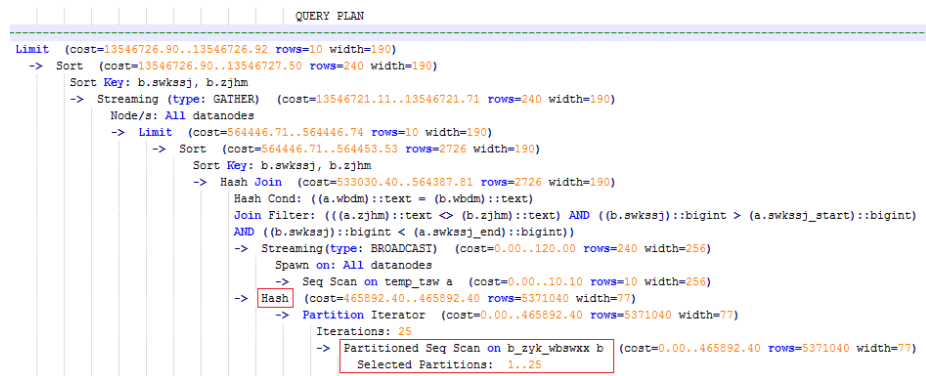 QUERY PLAN
Limit (cost=13546726.90..13546726.92 rows=10 width=190)
-> Sort (cost=13546726.90..13546727.50 rows=240 width=190)
Sort Key: b.swkssj, b.zjhm
-> Streaming (type: GATHER) (cost=13546721.11..13546721.71 rows=240 width=190)
Node/s: All datanodes
-> Limit (cost=564446.71..564446.74 rows=10 width=190)
-> Sort (cost=564446.71..564453.53 rows=2726 width=190)
Sort Key: b.swkssj, b.zjhm
-> Hash Join (cost=533030.40..564387.81 rows=2726 width=190)
Hash Cond: ((a.wbdm)::text = (b.wbdm)::text)
Join Filter: (((a.zjhm)::text <> (b.zjhm)::text) AND ((b.swkssj)::bigint > (a.swkssj_start)::bigint)
AND ((b.swkssj)::bigint < (a.swkssj_end)::bigint))
-> Streaming(type: BROADCAST) (cost=0.00..120.00 rows=240 width=256)
Spawn on: All datanodes
-> Seq Scan on temp_tsw a (cost=0.00..10.10 rows=10 width=256)
-> Hash (cost=465892.40..465892.40 rows=5371040 width=77)
-> Partition Iterator (cost=0.00..465892.40 rows=5371040 width=77)
Iterations: 25
-> Partitioned Seq Scan on b_zyk_wbswxx b (cost=0.00..465892.40 rows=5371040 width=77)
Selected Partitions: 1..25